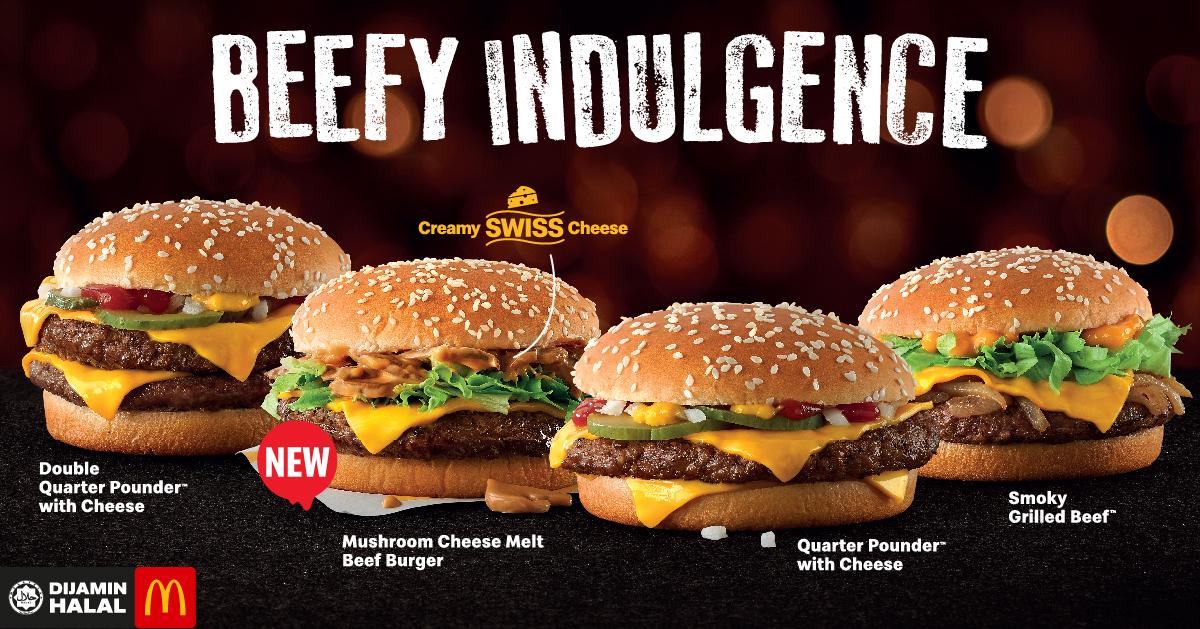 BEEFY INDULGENCE
Creamy SWISS Cheese
Double
Quarter Pounder™
with Cheese
NEW
Mushroom Cheese Melt
Beef Burger
Quarter Pounder™
with Cheese
Smoky
Grilled Beef™
DIJAMIN
HALAL